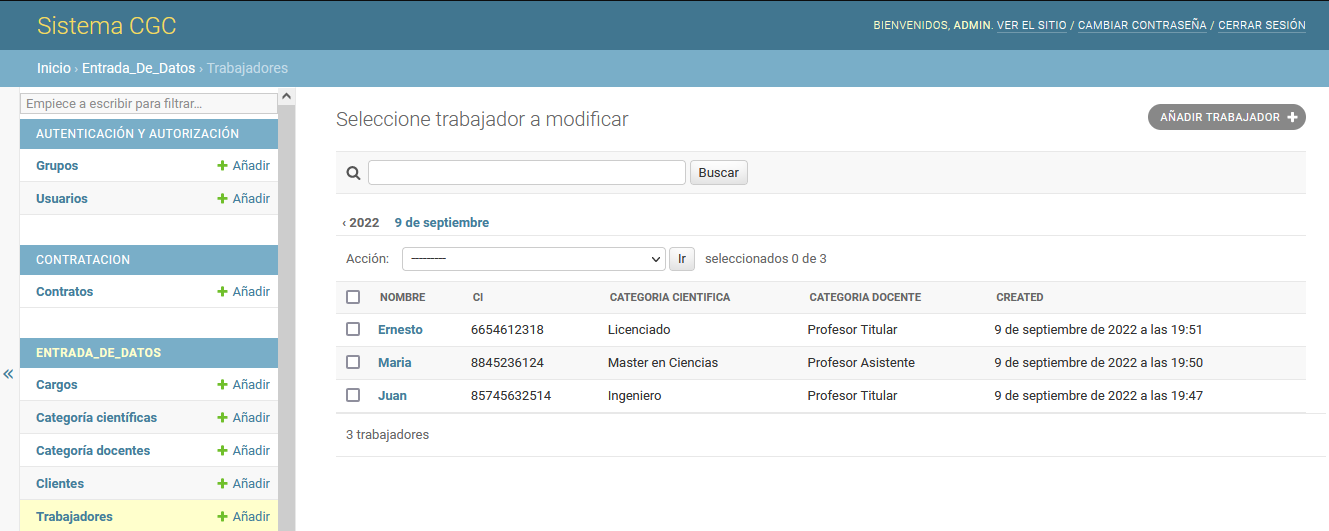 Sistema CGC
BIENVENIDOS, ADMIN. VER EL SITIO / CAMBIAR CONTRASEÑA / CERRAR SESIÓN
Inicio › Entrada_De_Datos › Trabajadores
Empiece a escribir para filtrar...
AUTENTICACIÓN Y AUTORIZACIÓN
Grupos + Añadir
Usuarios + Añadir
CONTRATACION
Contratos + Añadir
ENTRADA_DE_DATOS
Cargos + Añadir
Categoría científicas + Añadir
Categoría docentes + Añadir
Clientes + Añadir
Trabajadores + Añadir
«
Seleccione trabajador a modificar
AÑADIR TRABAJADOR +
Buscar
‹ 2022 9 de septiembre
Acción: --------- Ir seleccionados 0 de 3
NOMBRE CI CATEGORIA CIENTIFICA CATEGORIA DOCENTE CREATED
Ernesto 6654612318 Licenciado Profesor Titular 9 de septiembre de 2022 a las 19:51
Maria 8845236124 Master en Ciencias Profesor Asistente 9 de septiembre de 2022 a las 19:50
Juan 85745632514 Ingeniero Profesor Titular 9 de septiembre de 2022 a las 19:47
3 trabajadores